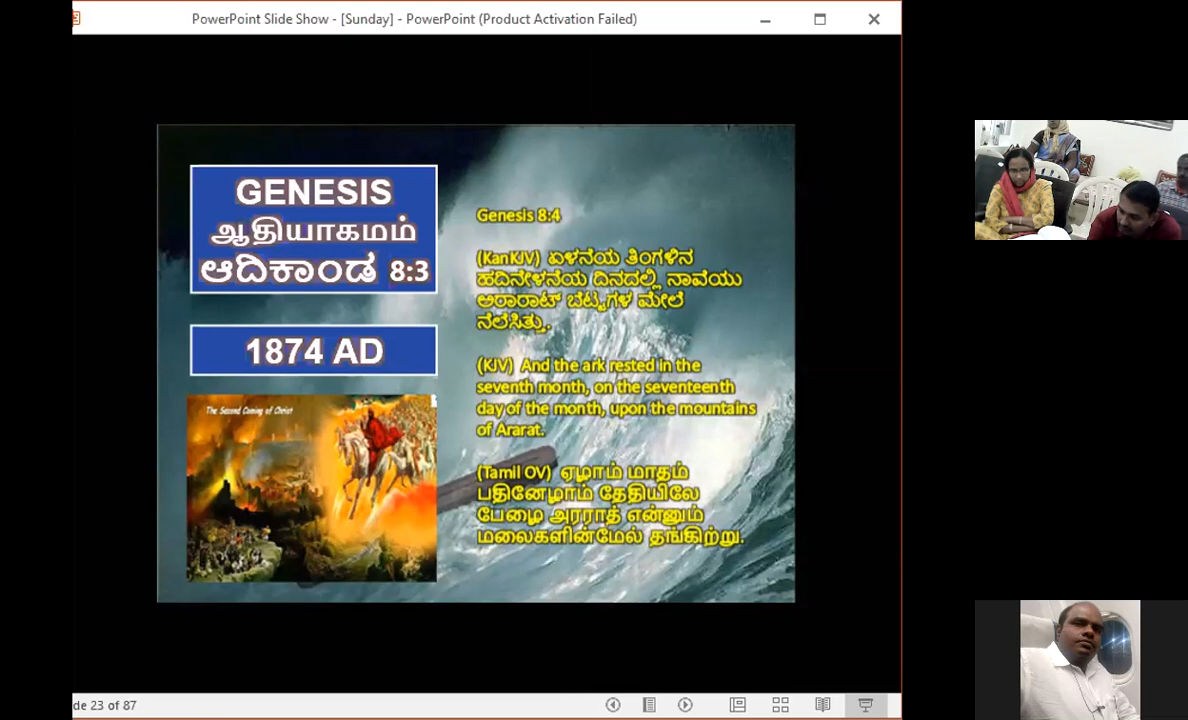 PowerPoint Slide Show - [Sunday] - PowerPoint (Product Activation Failed)
GENESIS
ஆதியாகமம்
ಆದಿಕಾಂಡ 8:3
1874 AD
The Second Coming of Christ
Genesis 8:4
(KanKJV) ಏಳನೆಯ ತಿಂಗಳಿನ
ಹದಿನೇಳನೆಯ ದಿನದಲ್ಲಿ ನಾವೆಯು
ಅರಾರಾಟ್ ಬೆಟ್ಟಗಳ ಮೇಲೆ
ನೆಲೆಸಿತ್ತು.
(KJV) And the ark rested in the
seventh month, on the seventeenth
day of the month, upon the mountains
of Ararat.
(Tamil OV) ஏழாம் மாதம்
பதினேழாம் தேதியிலே
பேழை அரராத் என்னும்
மலைகளின்மேல் தங்கிற்று.
de 23 of 87